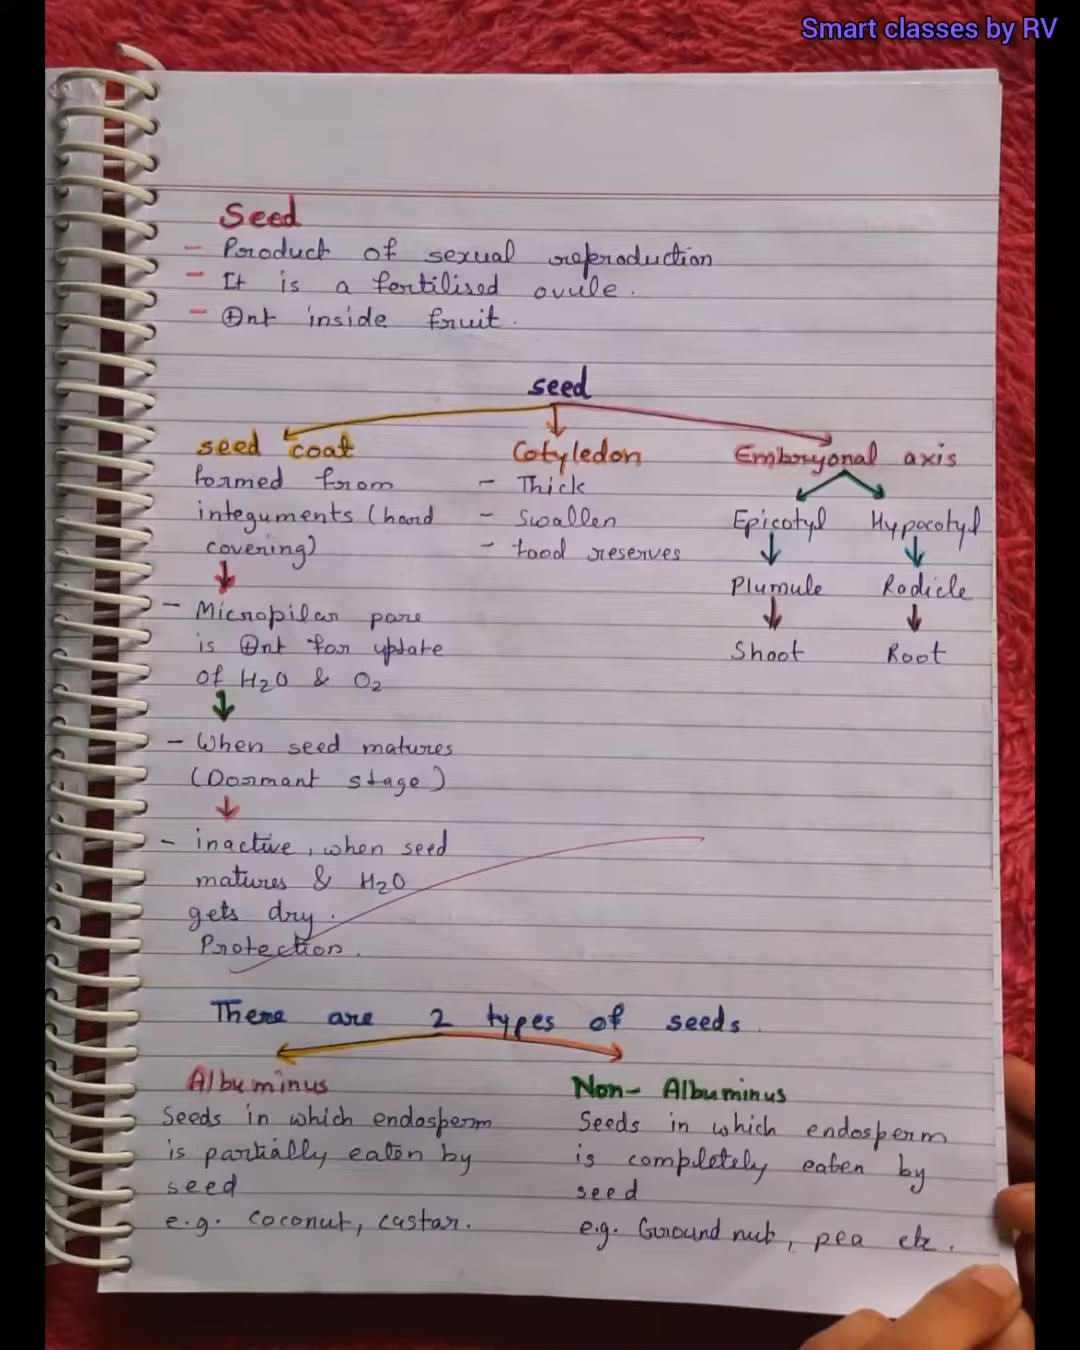 Smart classes by RV
Seed
- Product of sexual reproduction
- It is a fertilised ovule.
- ⊕nt inside fruit.
seed
seed coat
formed from
integuments (hard
covering)
- Micropilar pore
is ⊕nt for uptake
of H2O & O2
- When seed matures
(Dormant stage)
- inactive, when seed
matures & H2O
gets dry.
Protection.
Cotyledon
- Thick
- Swallen
- food reserves
Embryonal axis
Epicotyl Hypocotyl
Plumule Radicle
Shoot Root
There are 2 types of seeds.
Albuminus
Seeds in which endosperm
is partially eaten by
seed
e.g. coconut, castar.
Non- Albuminus
Seeds in which endosperm
is completely eaten by
seed
e.g. Ground nut, pea etc.